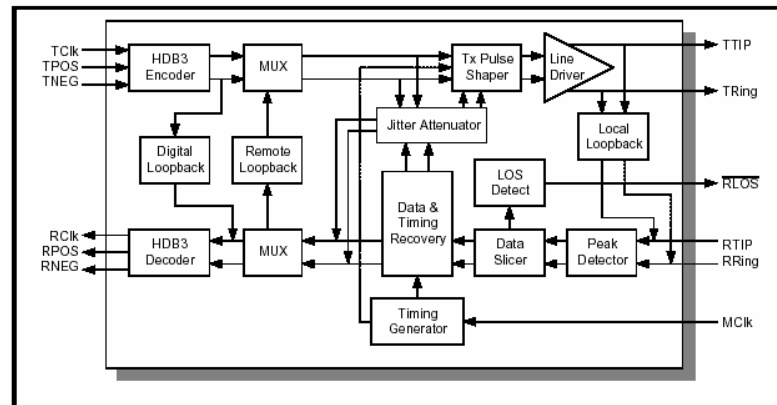 TClk
TPOS
TNEG
HDB3
Encoder
MUX
Tx Pulse
Shaper
Line
Driver
TTIP
TRing
Jitter Attenuator
Digital
Loopback
Remote
Loopback
Local
Loopback
Data &
Timing
Recovery
LOS
Detect
RLOS
RClk
RPOS
RNEG
HDB3
Decoder
MUX
Data
Slicer
Peak
Detector
RTIP
RRing
Timing
Generator
MClk